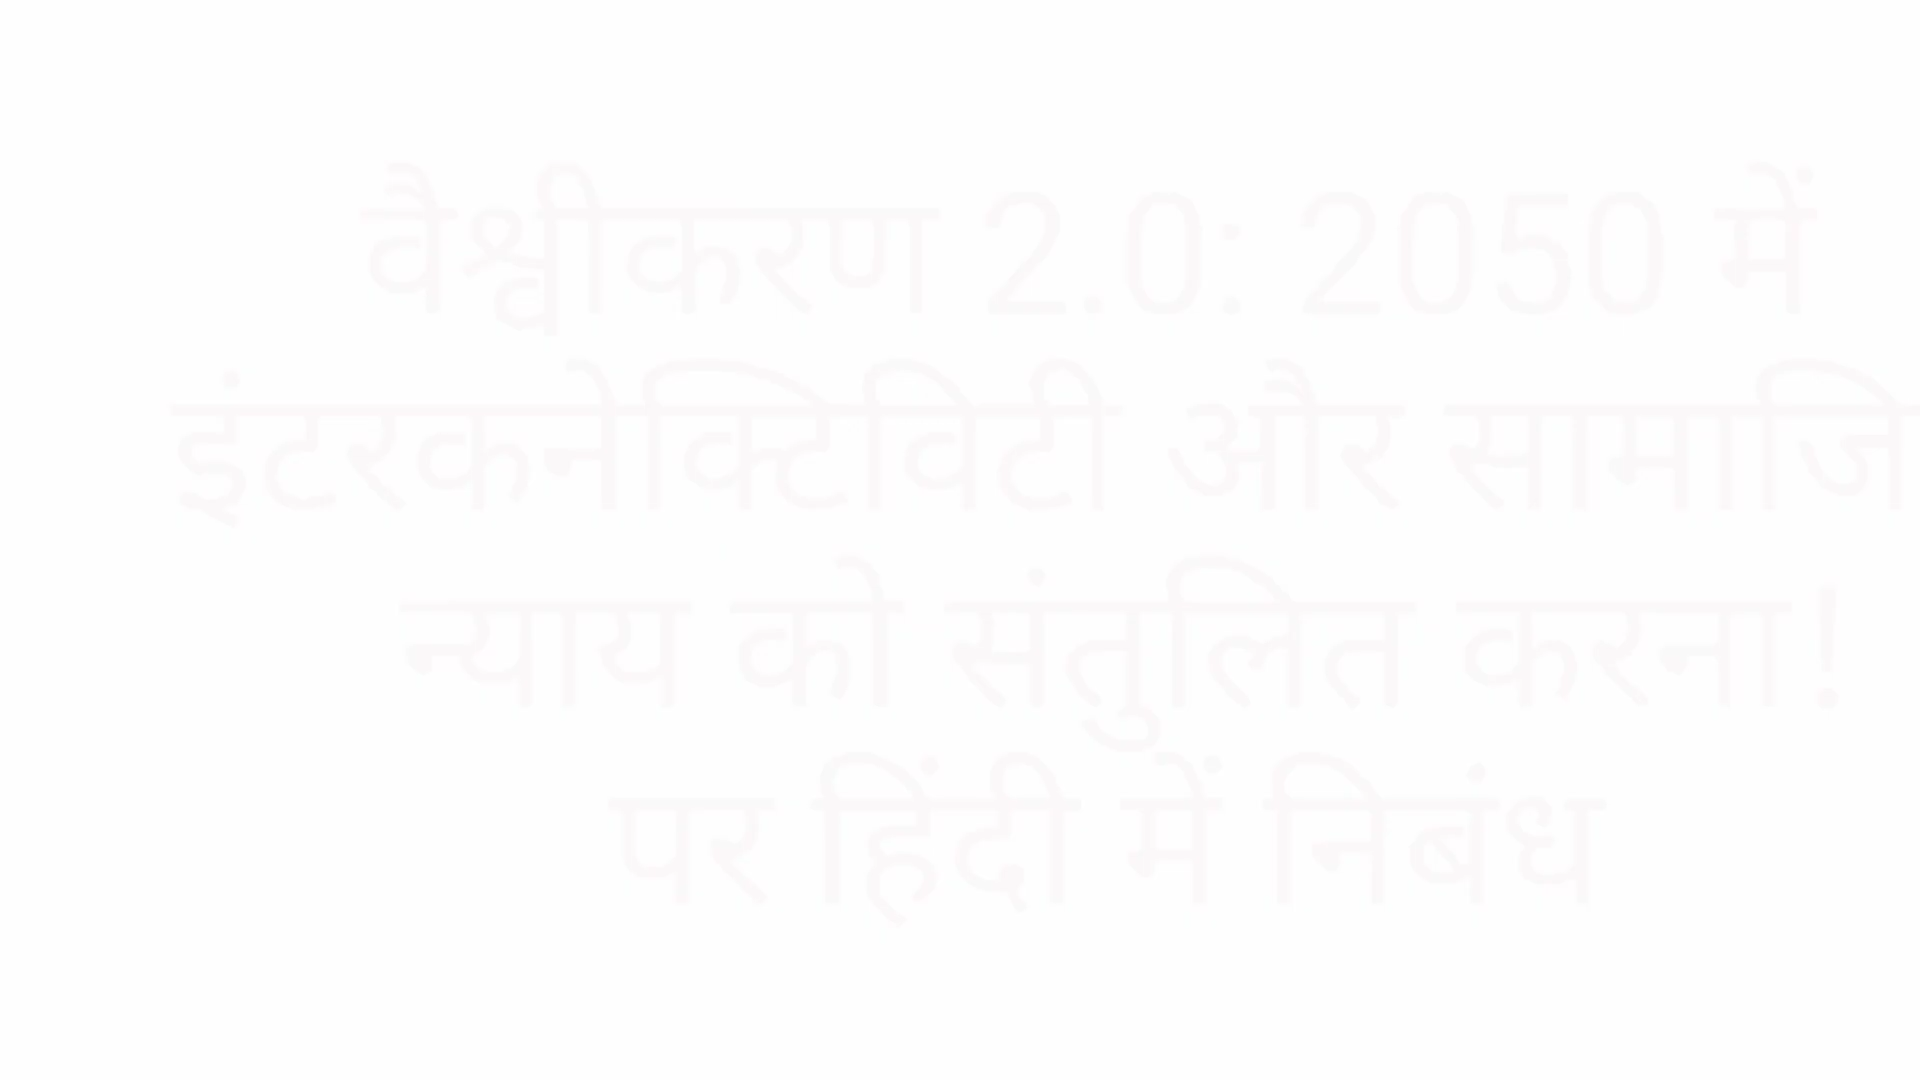 वैश्वीकरण 2.0: 2050 में
इंटरकनेक्टिविटी और सामाजि
न्याय को संतुलित करना!
पर हिंदी में निबंध